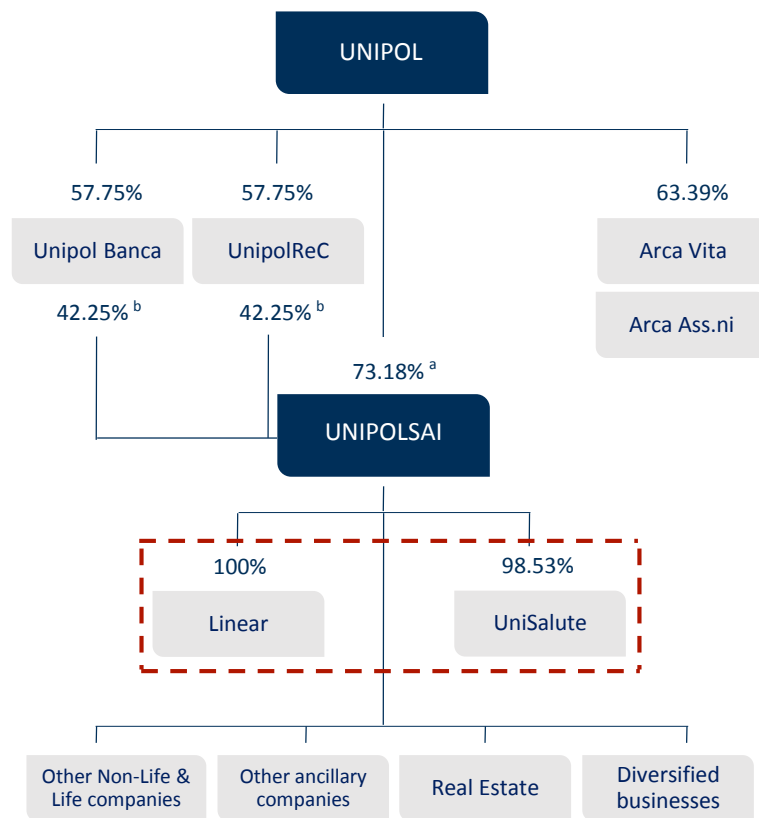 UNIPOL
57.75%
57.75%
63.39%
Unipol Banca
UnipolReC
Arca Vita
42.25% b
42.25% b
Arca Ass.ni
73.18% a
UNIPOLSAI
100%
98.53%
Linear
UniSalute
Other Non-Life &
Life companies
Other ancillary
companies
Real Estate
Diversified
businesses